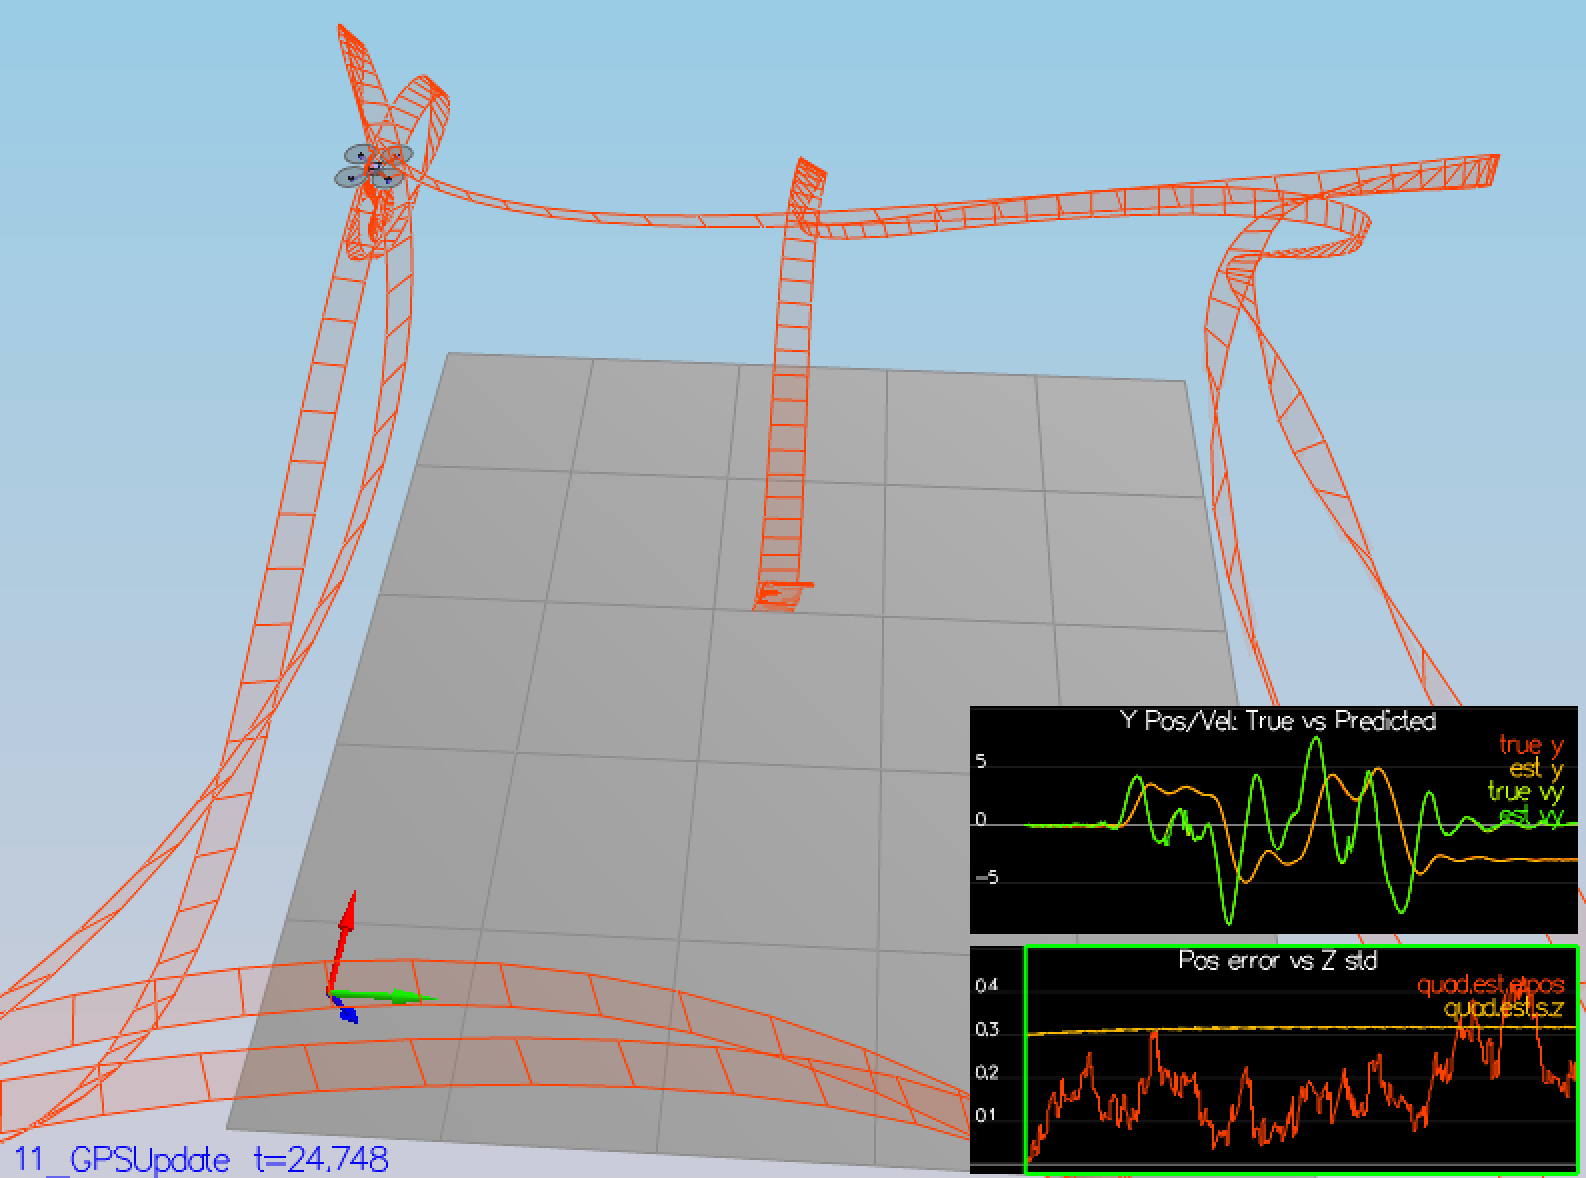 Y Pos/Vel: True vs Predicted
true y
5
est y
true vy
est vy
0
-5
Pos error vs Z std
0.4
quad.est.e.pos
quad.est.s.z
0.3
0.2
0.1
11_GPSUpdate t=24.748